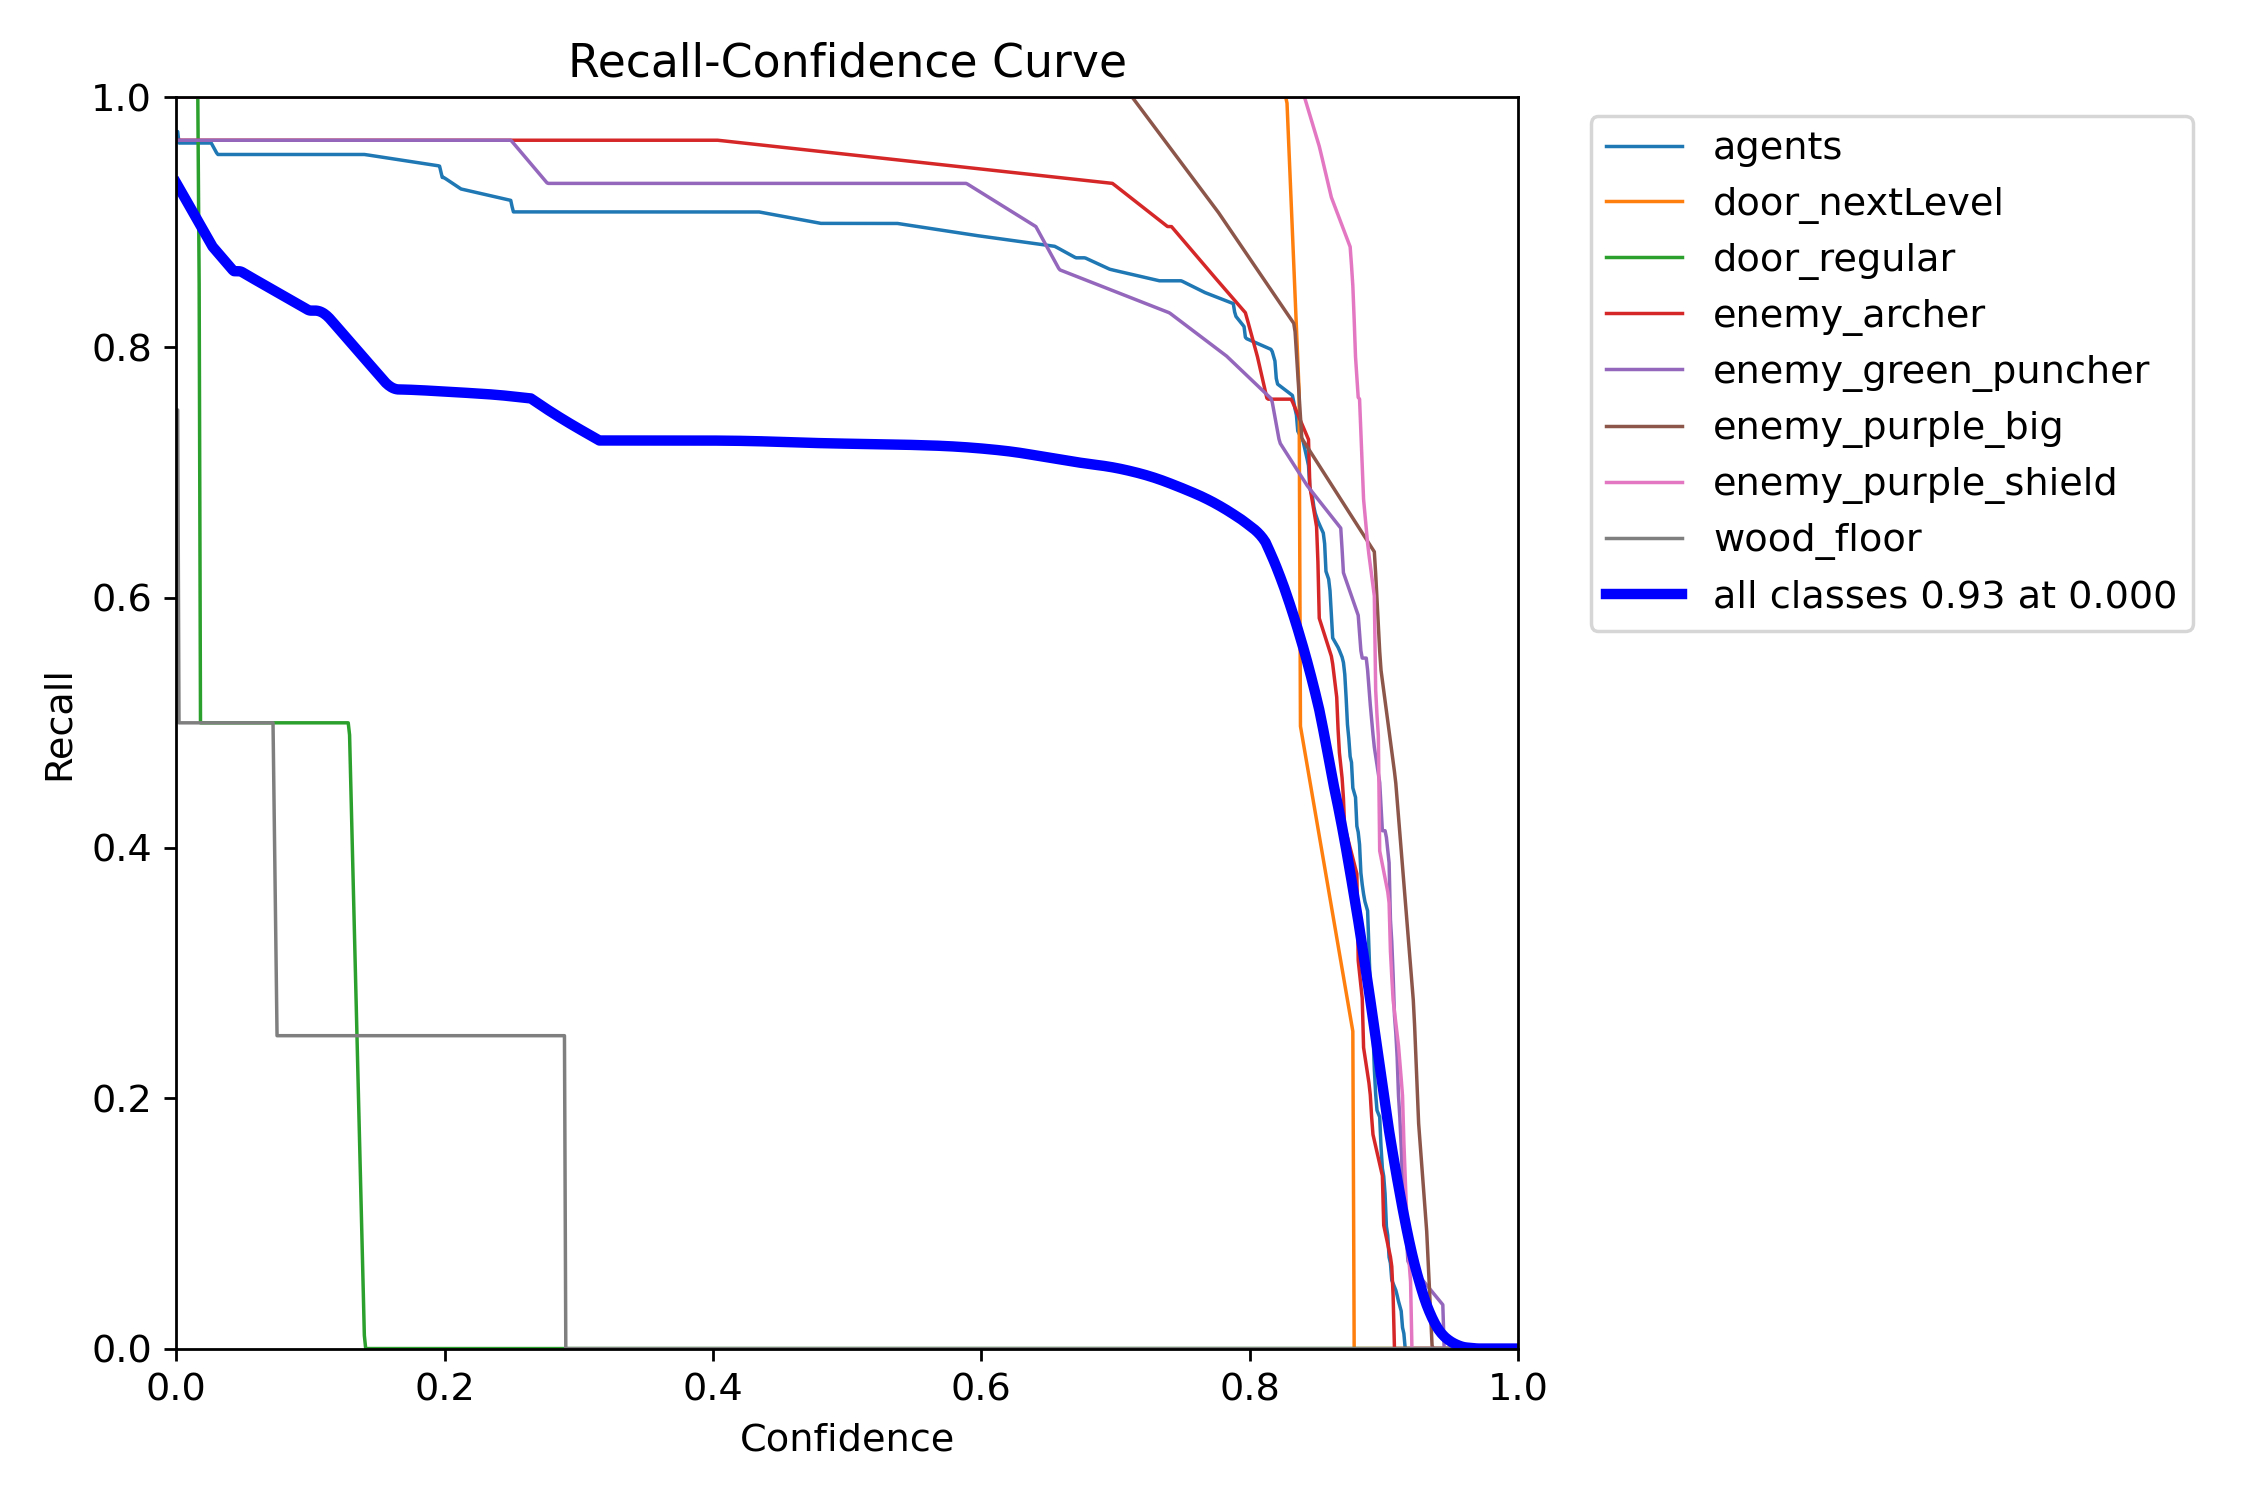 Recall-Confidence Curve
1.0
0.8
0.6
0.4
0.2
0.0
Recall
0.0 0.2 0.4 0.6 0.8 1.0
Confidence
agents
door_nextLevel
door_regular
enemy_archer
enemy_green_puncher
enemy_purple_big
enemy_purple_shield
wood_floor
all classes 0.93 at 0.000